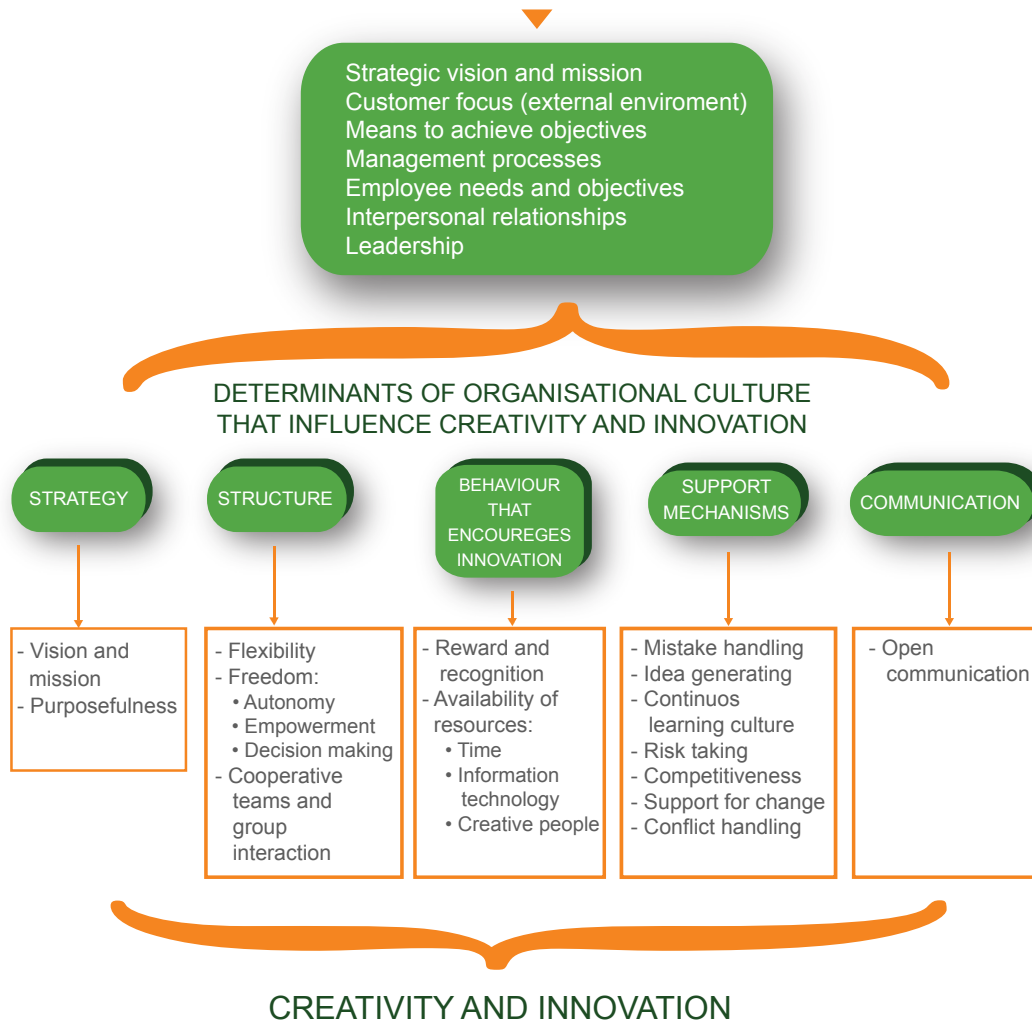 Strategic vision and mission
Customer focus (external enviroment)
Means to achieve objectives
Management processes
Employee needs and objectives
Interpersonal relationships
Leadership
DETERMINANTS OF ORGANISATIONAL CULTURE
THAT INFLUENCE CREATIVITY AND INNOVATION
STRATEGY
STRUCTURE
BEHAVIOUR
THAT
ENCOUREGES
INNOVATION
SUPPORT
MECHANISMS
COMMUNICATION
- Vision and
mission
- Purposefulness
- Flexibility
- Freedom:
• Autonomy
• Empowerment
• Decision making
- Cooperative
teams and
group
interaction
- Reward and
recognition
- Availability of
resources:
• Time
• Information
technology
• Creative people
- Mistake handling
- Idea generating
- Continuos
learning culture
- Risk taking
- Competitiveness
- Support for change
- Conflict handling
- Open
communication
CREATIVITY AND INNOVATION